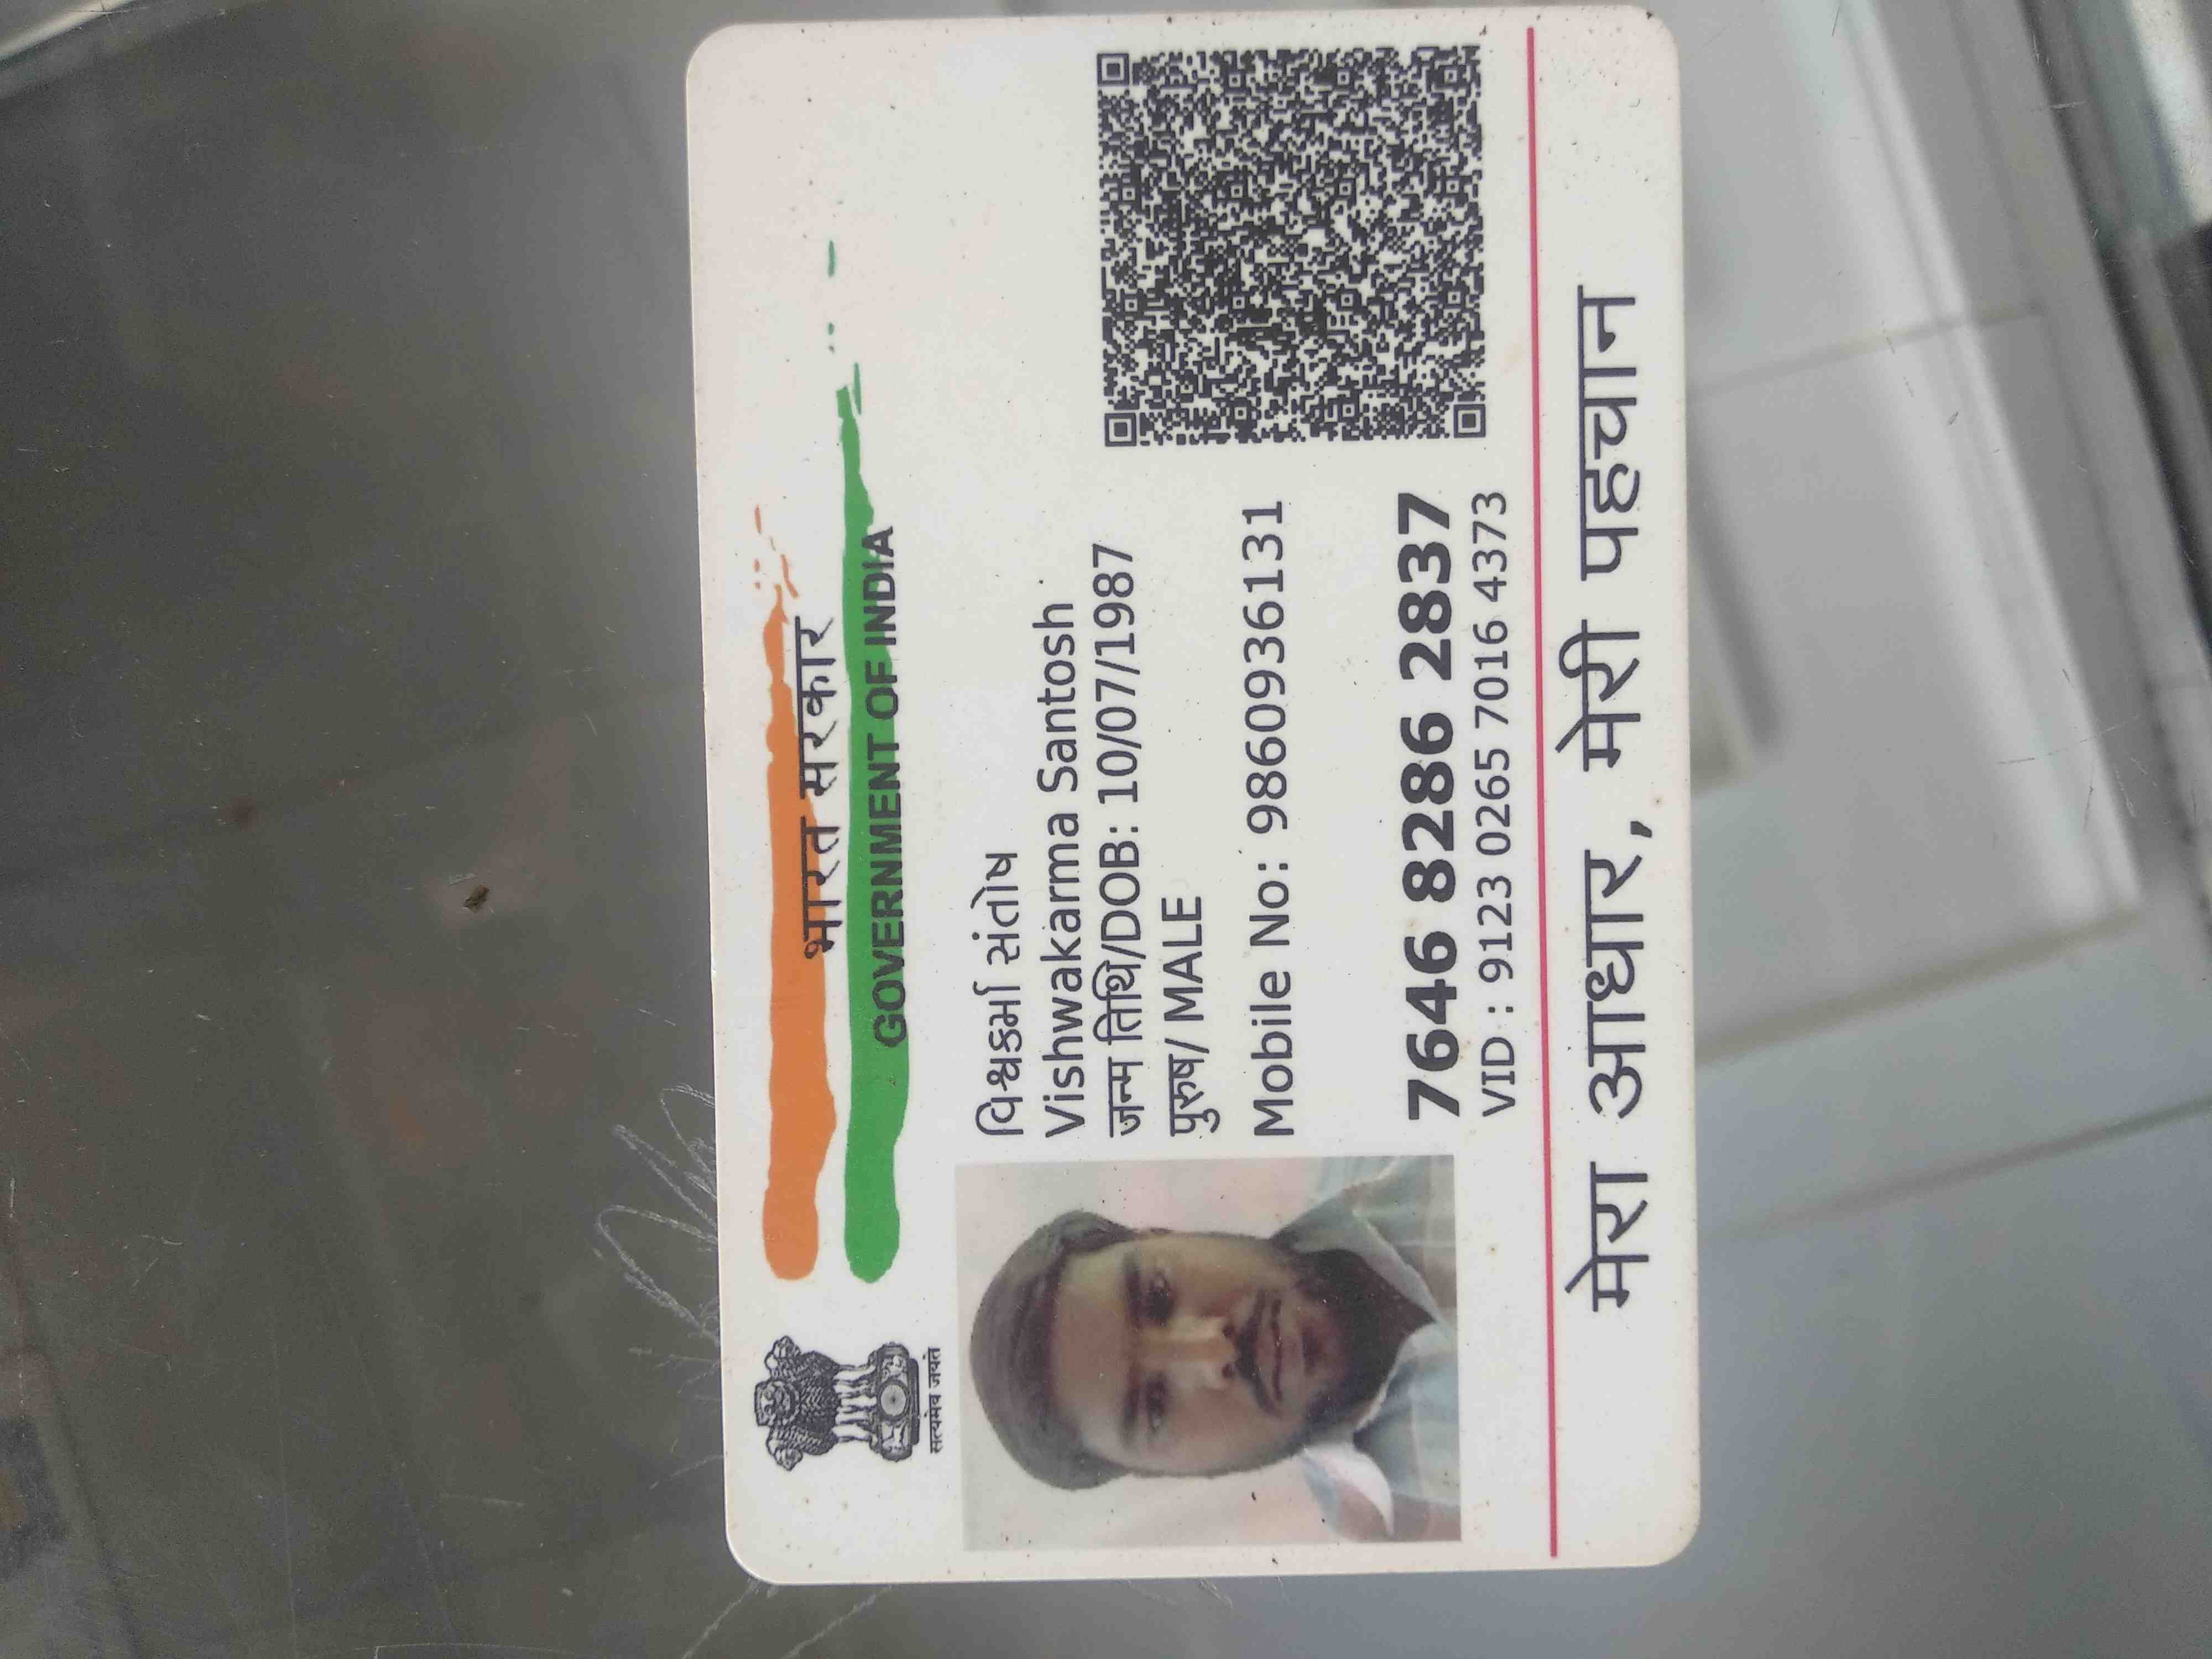 भारत सरकार
GOVERNMENT OF INDIA
सत्यमेव जयते
વિશ્વકર્મા સંતોષ
Vishwakarma Santosh
जन्म तिथि/DOB: 10/07/1987
पुरुष/ MALE
Mobile No: 9860936131
7646 8286 2837
VID : 9123 0265 7016 4373
मेरा आधार, मेरी पहचान